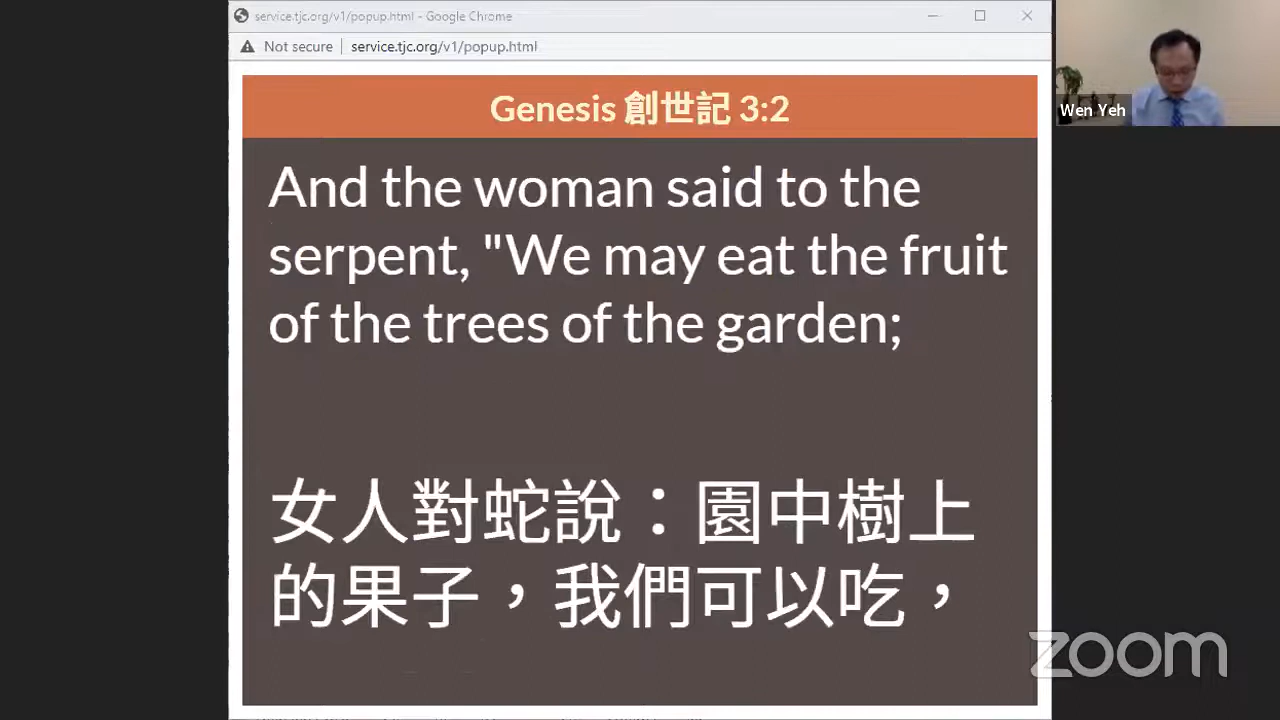 service.tjc.org/v1/popup.html - Google Chrome
Not secure
service.tjc.org/v1/popup.html
Genesis 創世記 3:2
And the woman said to the
serpent, "We may eat the fruit
of the trees of the garden;
女人對蛇說：園中樹上
的果子，我們可以吃，
Wen Yeh
zoom